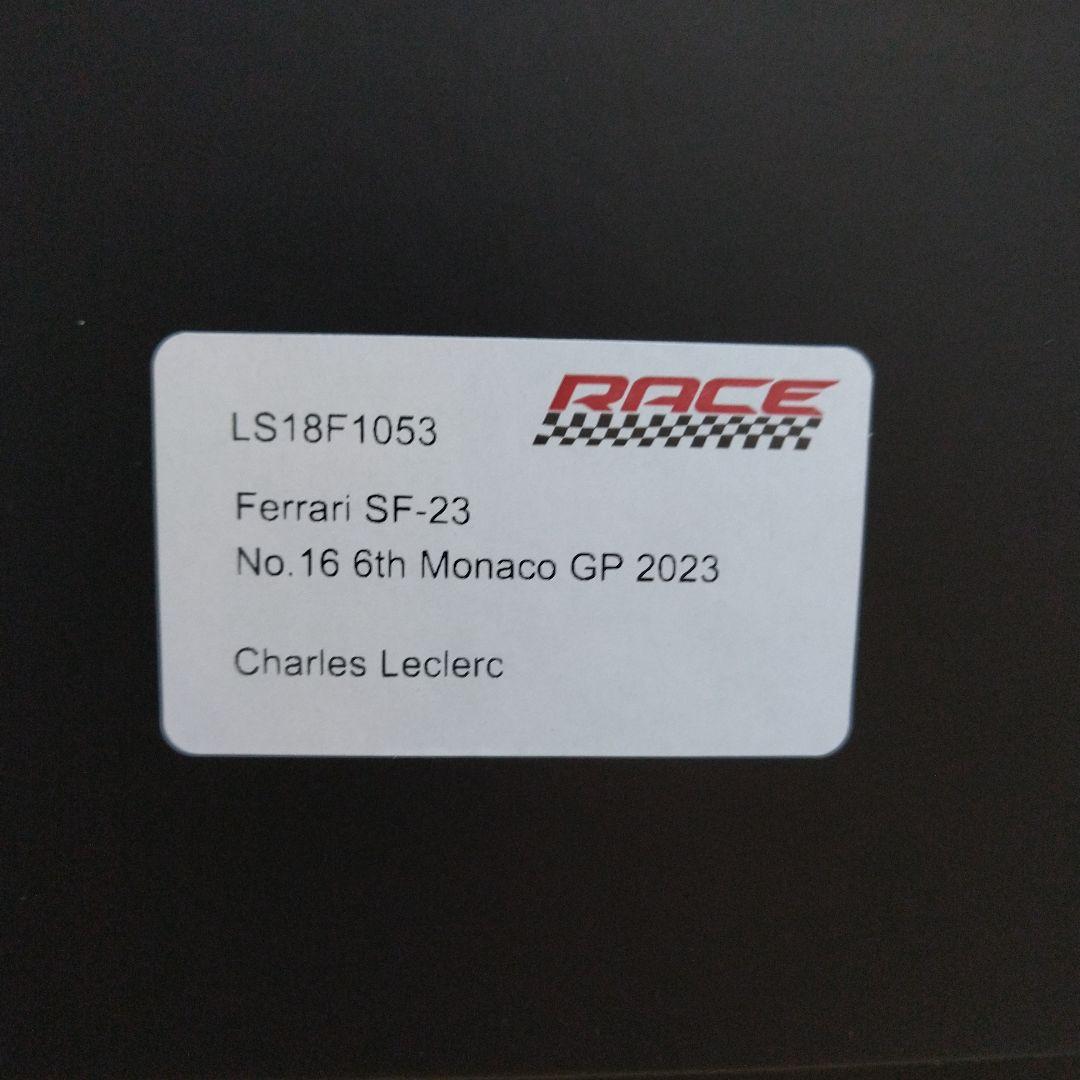 RACE
LS18F1053
Ferrari SF-23
No.16 6th Monaco GP 2023
Charles Leclerc